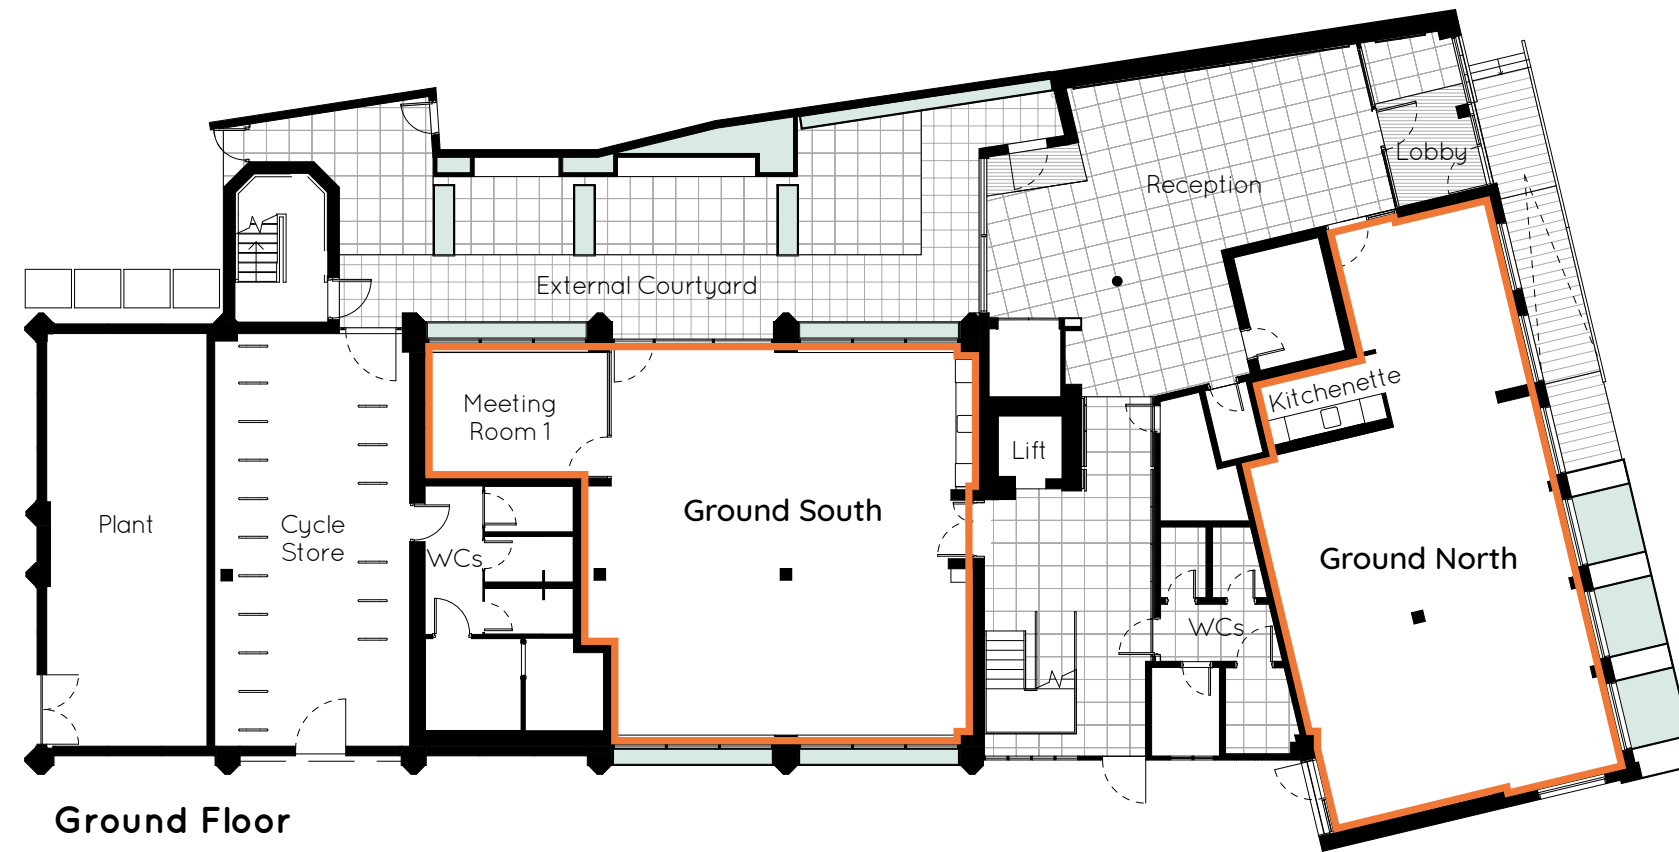 Lobby
Reception
External Courtyard
Kitchenette
Meeting
Room 1
Lift
Ground South
Plant
Cycle
Store
WCs
Ground North
WCs
Ground Floor